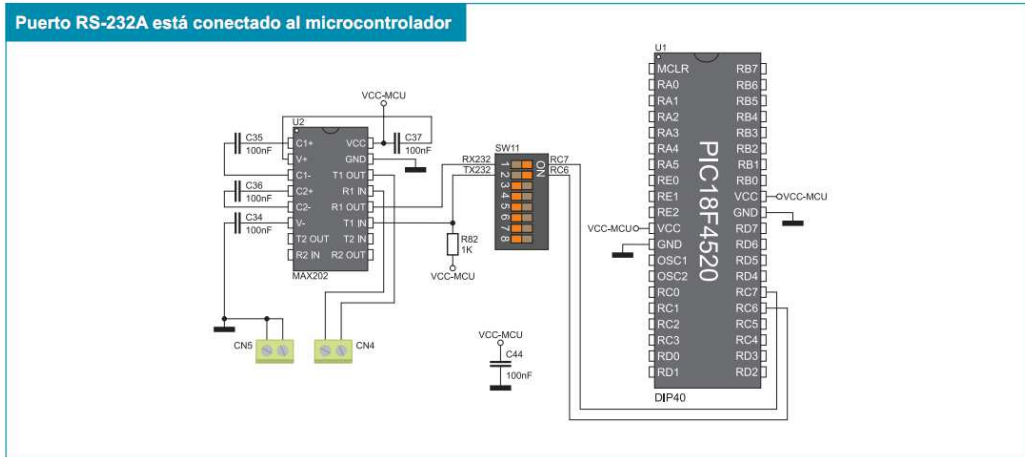 Puerto RS-232A está conectado al microcontrolador
VCC-MCU
U2
C35
100nF
C36
100nF
C34
100nF
C1+
V+
C1-
C2+
C2-
V-
T2 OUT
R2 IN
VCC
GND
T1 OUT
R1 IN
R1 OUT
T1 IN
T2 IN
R2 OUT
MAX202
C37
100nF
R82
1K
VCC-MCU
CN5
CN4
SW11
RX232
TX232
1
2
3
4
5
6
7
8
ON
RC7
RC6
VCC-MCU
C44
100nF
U1
MCLR
RA0
RA1
RA2
RA3
RA4
RA5
RE0
RE1
RE2
VCC
GND
OSC1
OSC2
RC0
RC1
RC2
RC3
RD0
RD1
VCC-MCU
PIC18F4520
RB7
RB6
RB5
RB4
RB3
RB2
RB1
RB0
VCC
GND
RD7
RD6
RD5
RD4
RC7
RC6
RC5
RC4
RD3
RD2
VCC-MCU
DIP40